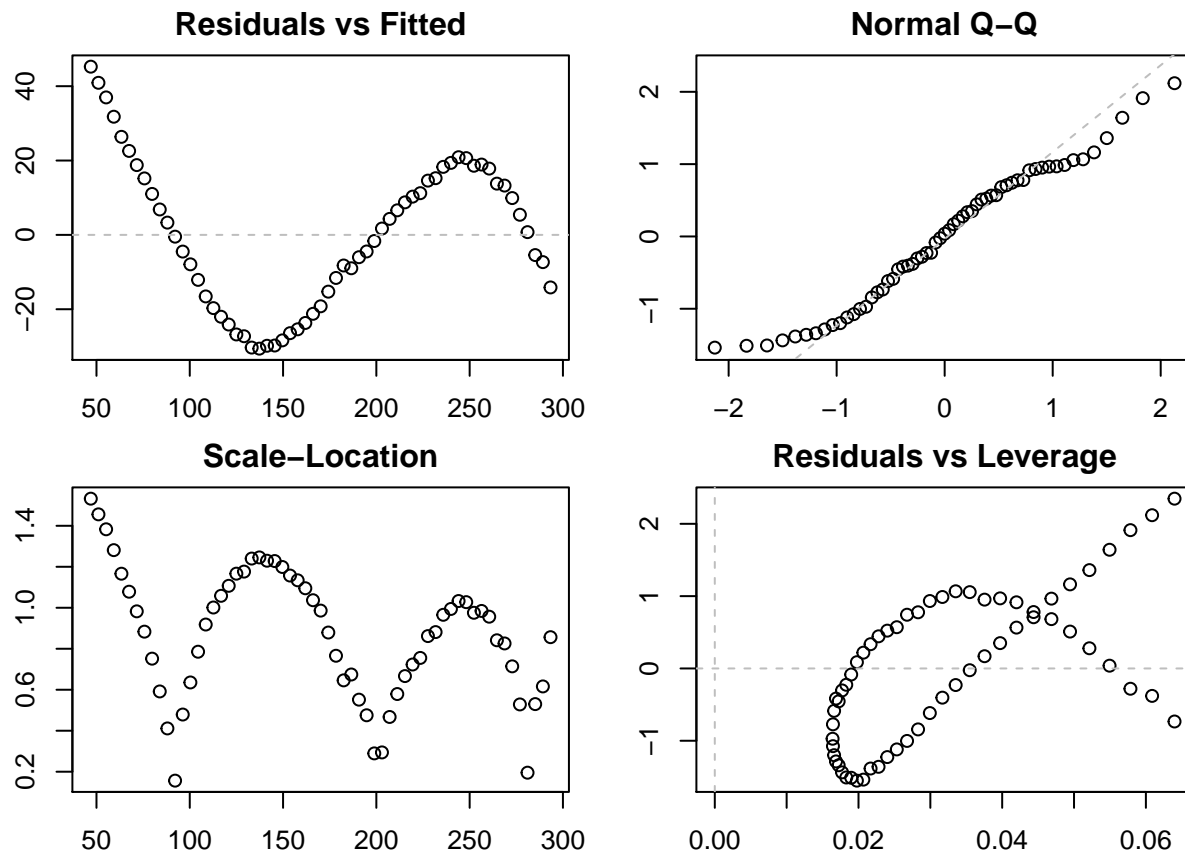 Residuals vs Fitted
40
20
0
−20
50 100 150 200 250 300
Normal Q−Q
2
1
0
−1
−2 −1 0 1 2
Scale−Location
1.4
1.0
0.6
0.2
50 100 150 200 250 300
Residuals vs Leverage
2
1
0
−1
0.00 0.02 0.04 0.06